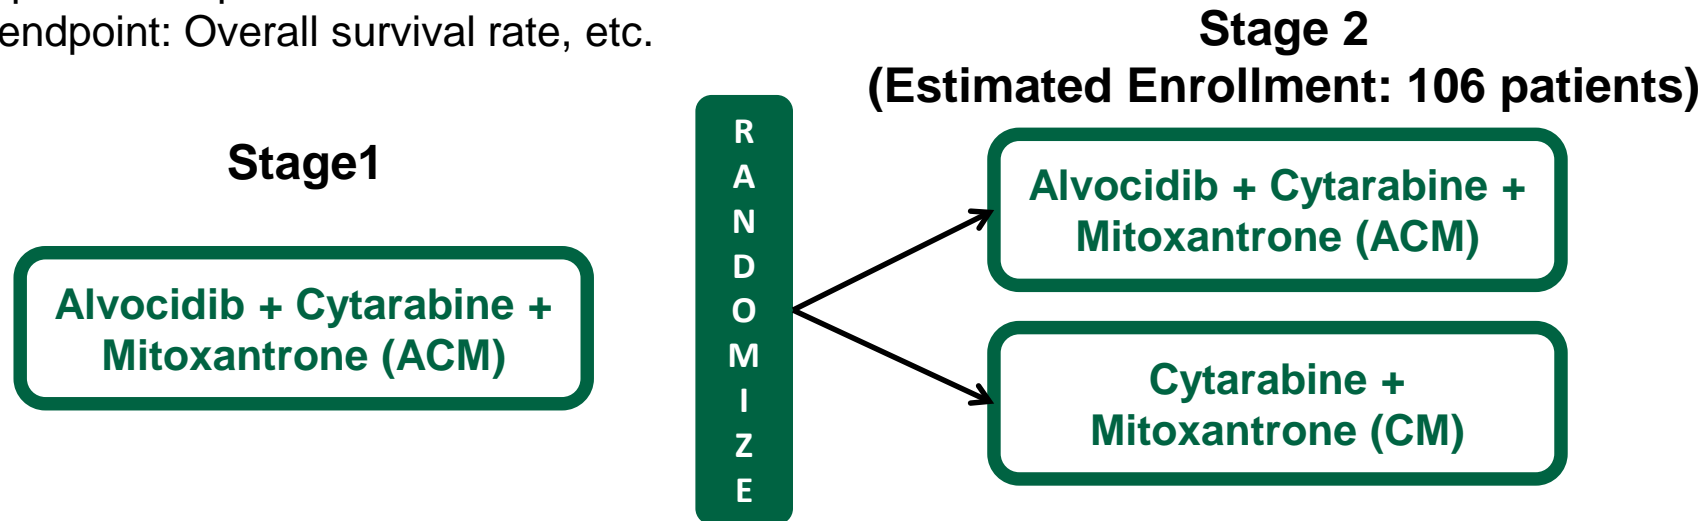 endpoint: Overall survival rate, etc.
Stage 2
(Estimated Enrollment: 106 patients)
Stage1
Alvocidib + Cytarabine +
Mitoxantrone (ACM)
R
A
N
D
O
M
I
Z
E
Alvocidib + Cytarabine +
Mitoxantrone (ACM)
Cytarabine +
Mitoxantrone (CM)